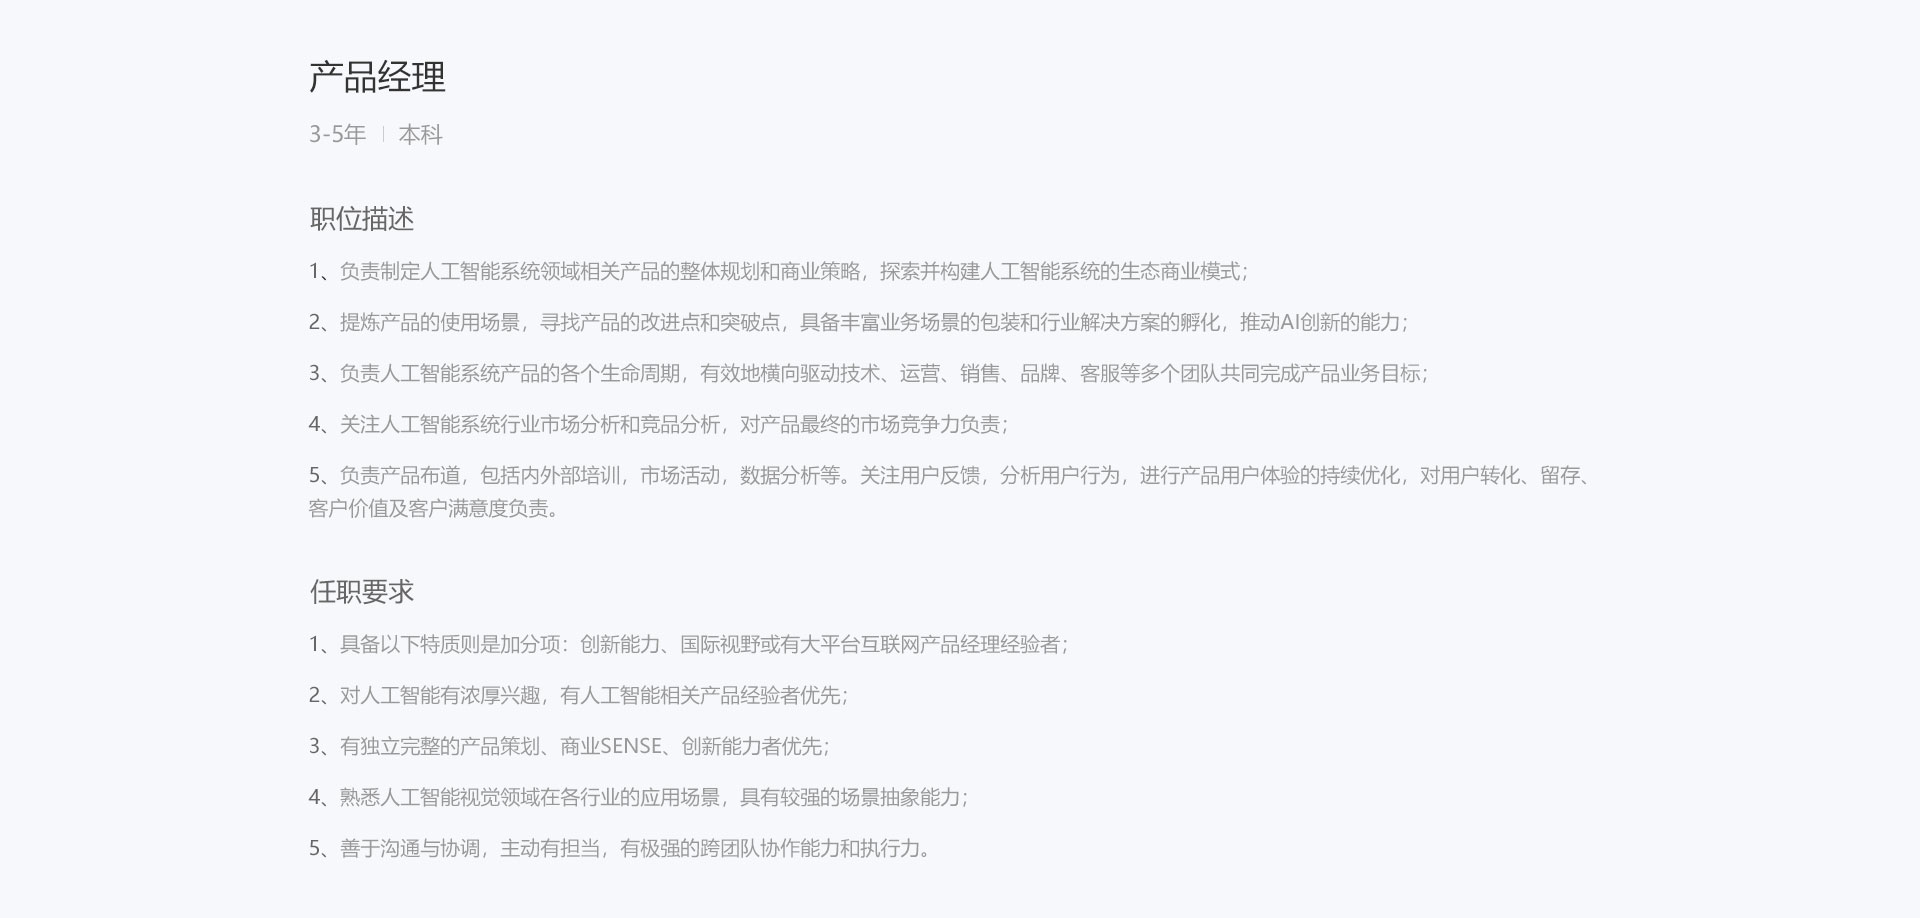 产品经理
3-5年 | 本科
职位描述
1、负责制定人工智能系统领域相关产品的整体规划和商业策略，探索并构建人工智能系统的生态商业模式；
2、提炼产品的使用场景，寻找产品的改进点和突破点，具备丰富业务场景的包装和行业解决方案的孵化，推动AI创新的能力；
3、负责人工智能系统产品的各个生命周期，有效地横向驱动技术、运营、销售、品牌、客服等多个团队共同完成产品业务目标；
4、关注人工智能系统行业市场分析和竞品分析，对产品最终的市场竞争力负责；
5、负责产品布道，包括内外部培训，市场活动，数据分析等。关注用户反馈，分析用户行为，进行产品用户体验的持续优化，对用户转化、留存、
客户价值及客户满意度负责。
任职要求
1、具备以下特质则是加分项：创新能力、国际视野或有大平台互联网产品经理经验者；
2、对人工智能有浓厚兴趣，有人工智能相关产品经验者优先；
3、有独立完整的产品策划、商业SENSE、创新能力者优先；
4、熟悉人工智能视觉领域在各行业的应用场景，具有较强的场景抽象能力；
5、善于沟通与协调，主动有担当，有极强的跨团队协作能力和执行力。